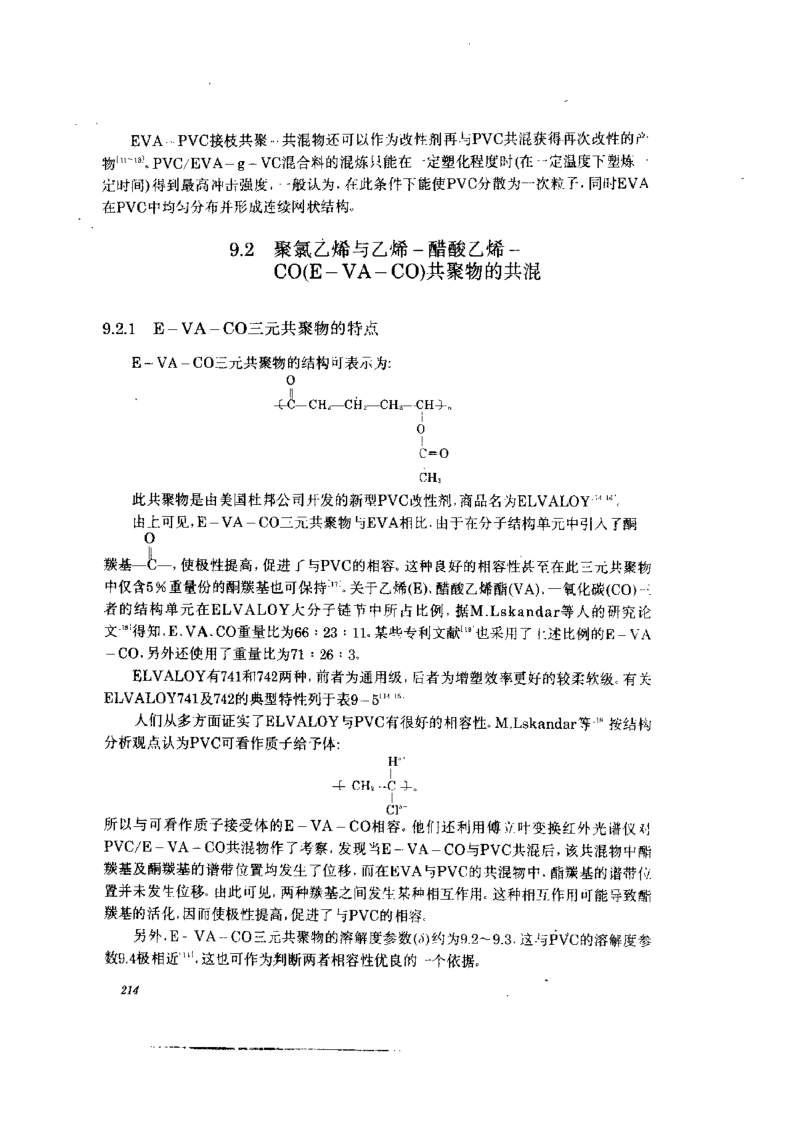 EVA-PVC接枝共聚-共混物还可以作为改性剂再与PVC共混获得再次改性的产
物[11~13]。PVC/EVA-g-VC混合料的混炼只能在一定塑化程度时(在一定温度下塑炼一
定时间)得到最高冲击强度，一般认为，在此条件下能使PVC分散为一次粒子，同时EVA
在PVC中均匀分布并形成连续网状结构。
9.2 聚氯乙烯与乙烯-醋酸乙烯-
CO(E-VA-CO)共聚物的共混
9.2.1 E-VA-CO三元共聚物的特点
E-VA-CO三元共聚物的结构可表示为:
O
‖
-(C-CH₂-CH₂-CH₂-CH)-n
|
O
|
C=O
CH₃
此共聚物是由美国杜邦公司开发的新型PVC改性剂，商品名为ELVALOY
由上可见，E-VA-CO三元共聚物与EVA相比，由于在分子结构单元中引入了酮
O
‖
羰基-C-，使极性提高，促进了与PVC的相容。这种良好的相容性甚至在此三元共聚物
中仅含5%重量份的酮羰基也可保持[17]。关于乙烯(E)、醋酸乙烯酯(VA)、一氧化碳(CO)三
者的结构单元在ELVALOY大分子链节中所占比例，据M.Lskandar等人的研究论
文[18]得知，E、VA、CO重量比为66:23:11。某些专利文献[19]也采用了上述比例的E-VA
-CO，另外还使用了重量比为71:26:3。
ELVALOY有741和742两种，前者为通用级，后者为增塑效率更好的较柔软级。有关
ELVALOY741及742的典型特性列于表9-5[14 15]。
人们从多方面证实了ELVALOY与PVC有很好的相容性。M.Lskandar等[18]按结构
分析观点认为PVC可看作质子给予体:
H
|
-(CH₂-C)-n
|
Cl
所以与可看作质子接受体的E-VA-CO相容。他们还利用傅立叶变换红外光谱仪对
PVC/E-VA-CO共混物作了考察，发现当E-VA-CO与PVC共混后，该共混物中酯
羰基及酮羰基的谱带位置均发生了位移，而在EVA与PVC的共混物中，酯羰基的谱带位
置并未发生位移。由此可见，两种羰基之间发生某种相互作用。这种相互作用可能导致酯
羰基的活化，因而使极性提高，促进了与PVC的相容。
另外，E-VA-CO三元共聚物的溶解度参数(δ)约为9.2~9.3，这与PVC的溶解度参
数9.4极相近[14]，这也可作为判断两者相容性优良的一个依据。
214